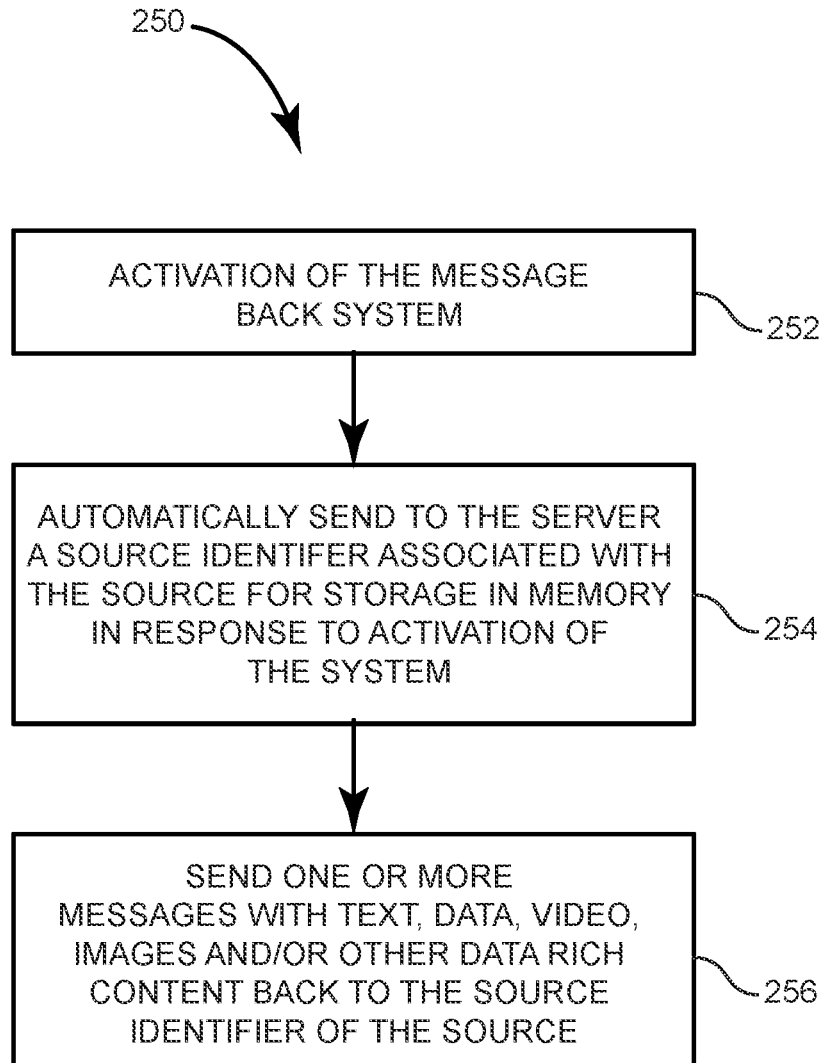 250
ACTIVATION OF THE MESSAGE
BACK SYSTEM
252
AUTOMATICALLY SEND TO THE SERVER
A SOURCE IDENTIFER ASSOCIATED WITH
THE SOURCE FOR STORAGE IN MEMORY
IN RESPONSE TO ACTIVATION OF
THE SYSTEM
254
SEND ONE OR MORE
MESSAGES WITH TEXT, DATA, VIDEO,
IMAGES AND/OR OTHER DATA RICH
CONTENT BACK TO THE SOURCE
IDENTIFIER OF THE SOURCE
256